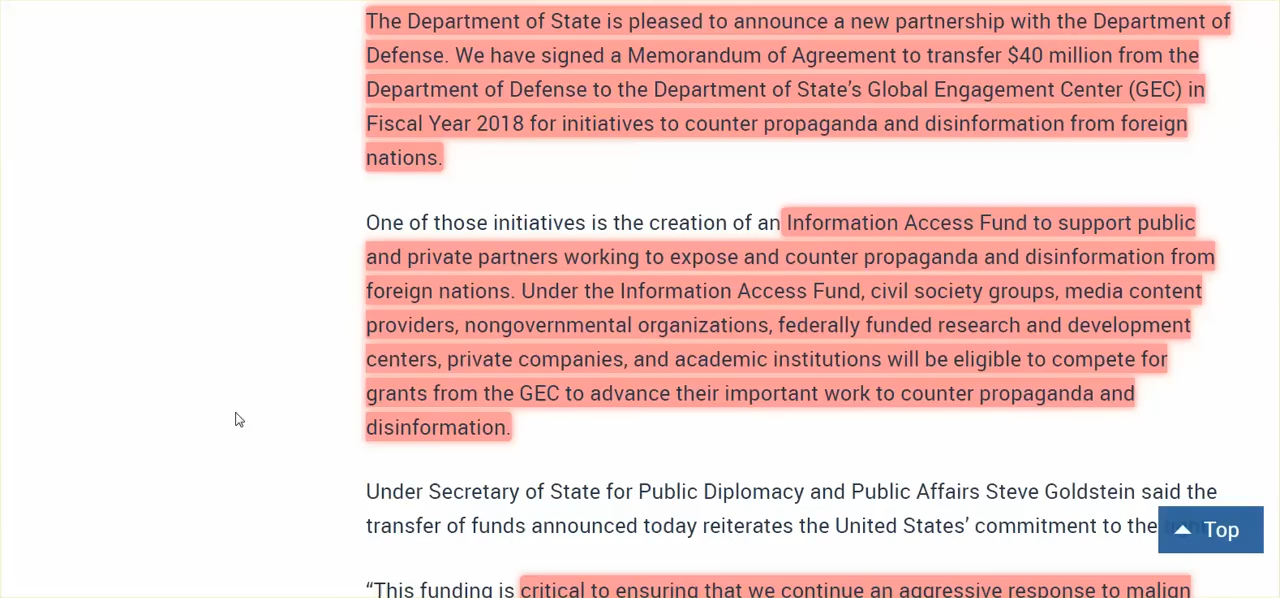 The Department of State is pleased to announce a new partnership with the Department of
Defense. We have signed a Memorandum of Agreement to transfer $40 million from the
Department of Defense to the Department of State’s Global Engagement Center (GEC) in
Fiscal Year 2018 for initiatives to counter propaganda and disinformation from foreign
nations.
One of those initiatives is the creation of an Information Access Fund to support public
and private partners working to expose and counter propaganda and disinformation from
foreign nations. Under the Information Access Fund, civil society groups, media content
providers, nongovernmental organizations, federally funded research and development
centers, private companies, and academic institutions will be eligible to compete for
grants from the GEC to advance their important work to counter propaganda and
disinformation.
Under Secretary of State for Public Diplomacy and Public Affairs Steve Goldstein said the
transfer of funds announced today reiterates the United States’ commitment to the
Top
“This funding is critical to ensuring that we continue an aggressive response to malign